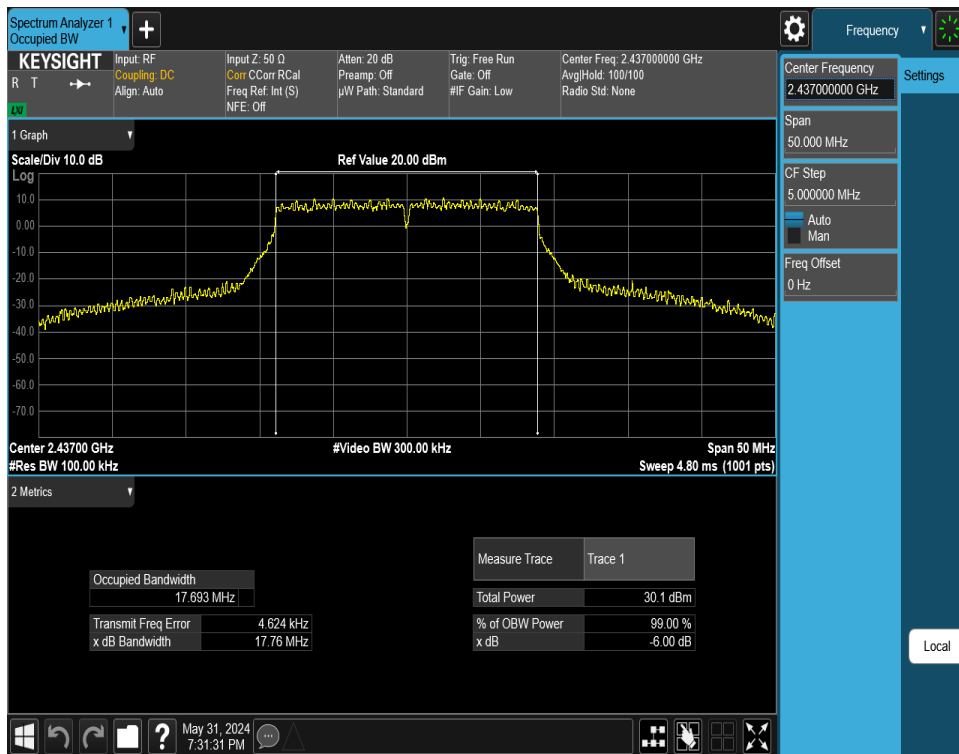 Spectrum Analyzer 1
Occupied BW
Frequency
KEYSIGHT
R T
LXI
Input: RF
Coupling: DC
Align: Auto
Input Z: 50 Ω
Corr CCorr RCal
Freq Ref: Int (S)
NFE: Off
Atten: 20 dB
Preamp: Off
µW Path: Standard
Trig: Free Run
Gate: Off
#IF Gain: Low
Center Freq: 2.437000000 GHz
Avg|Hold: 100/100
Radio Std: None
Center Frequency
2.437000000 GHz
Settings
Span
50.000 MHz
CF Step
5.000000 MHz
Auto
Man
Freq Offset
0 Hz
Local
1 Graph
Scale/Div 10.0 dB
Ref Value 20.00 dBm
Log
10.0
0.00
-10.0
-20.0
-30.0
-40.0
-50.0
-60.0
-70.0
Center 2.43700 GHz
#Video BW 300.00 kHz
Span 50 MHz
#Res BW 100.00 kHz
Sweep 4.80 ms (1001 pts)
2 Metrics
Occupied Bandwidth
17.693 MHz
Transmit Freq Error 4.624 kHz
x dB Bandwidth 17.76 MHz
Measure Trace Trace 1
Total Power 30.1 dBm
% of OBW Power 99.00 %
x dB -6.00 dB
?
May 31, 2024
7:31:31 PM